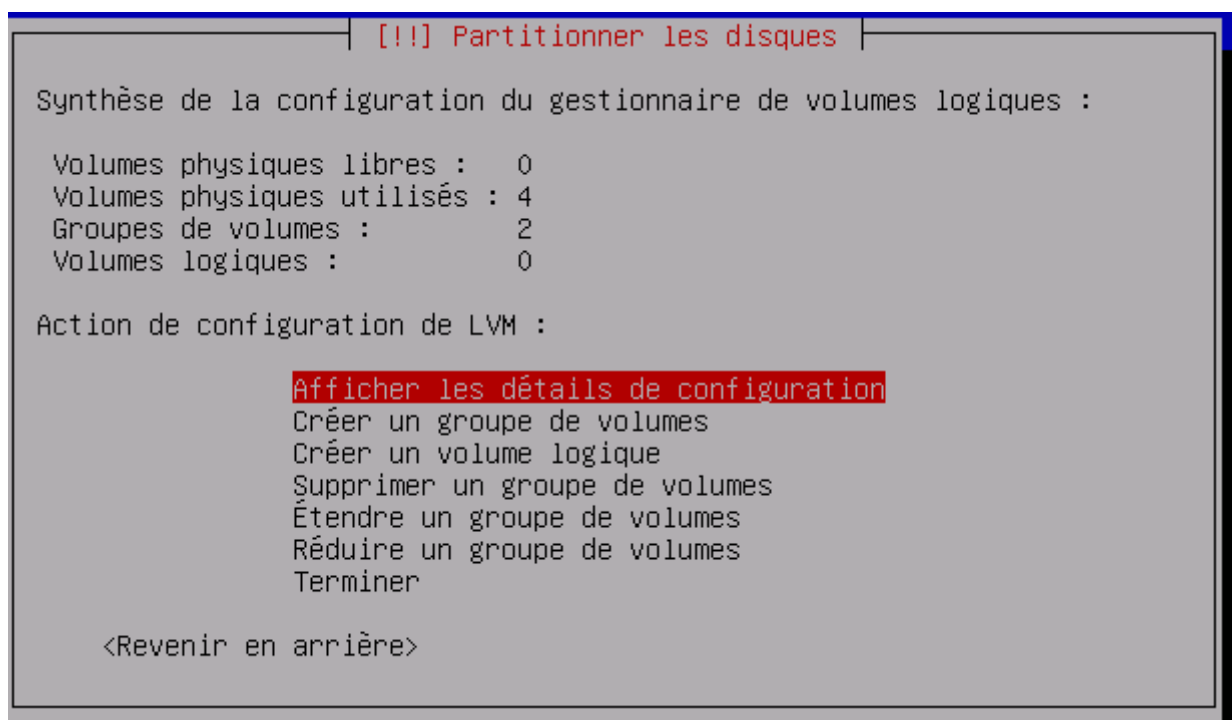 [!!] Partitionner les disques
Synthèse de la configuration du gestionnaire de volumes logiques :
Volumes physiques libres : 0
Volumes physiques utilisés : 4
Groupes de volumes : 2
Volumes logiques : 0
Action de configuration de LVM :
Afficher les détails de configuration
Créer un groupe de volumes
Créer un volume logique
Supprimer un groupe de volumes
Étendre un groupe de volumes
Réduire un groupe de volumes
Terminer
<Revenir en arrière>